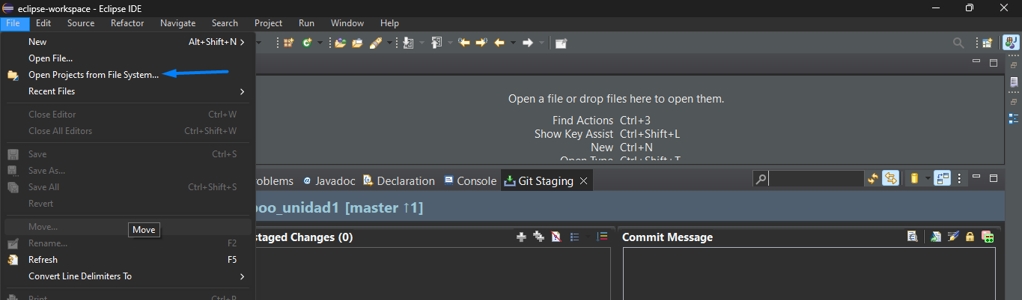 eclipse-workspace - Eclipse IDE
File Edit Source Refactor Navigate Search Project Run Window Help
New Alt+Shift+N
Open File...
Open Projects from File System...
Recent Files
Close Editor Ctrl+W
Close All Editors Ctrl+Shift+W
Save Ctrl+S
Save As...
Save All Ctrl+Shift+S
Revert
Move...
Move
Rename... F2
Refresh F5
Convert Line Delimiters To
Print... Ctrl+P
Open a file or drop files here to open them.
Find Actions Ctrl+3
Show Key Assist Ctrl+Shift+L
New Ctrl+N
Open Type Ctrl+Shift+T
oblems Javadoc Declaration Console Git Staging
poo_unidad1 [master ↑1]
staged Changes (0)
Commit Message